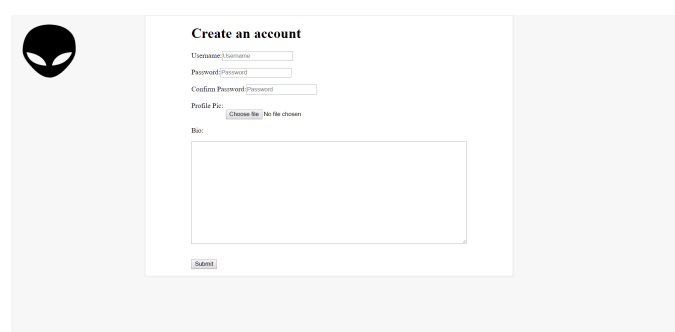 Create an account
Username:Username
Password:Password
Confirm Password:Password
Profile Pic:
Choose file No file chosen
Bio:
Submit